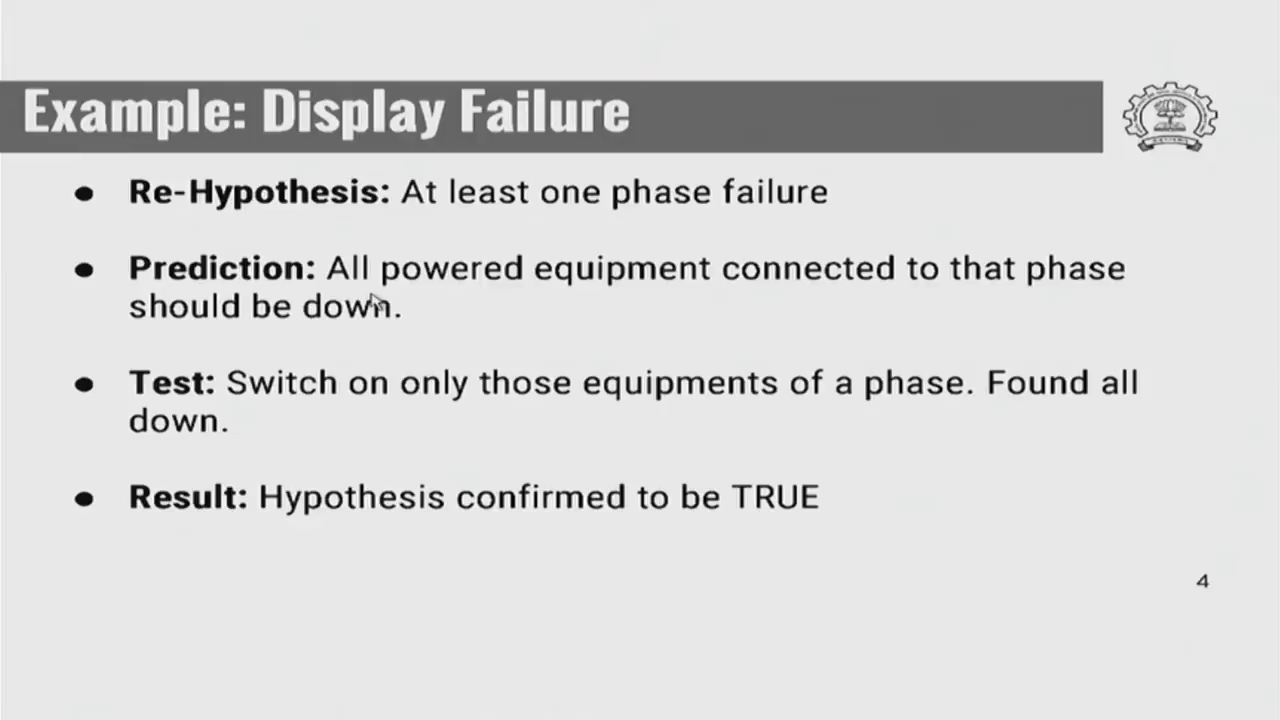 Example: Display Failure
● Re-Hypothesis: At least one phase failure
● Prediction: All powered equipment connected to that phase
should be down.
● Test: Switch on only those equipments of a phase. Found all
down.
● Result: Hypothesis confirmed to be TRUE
4